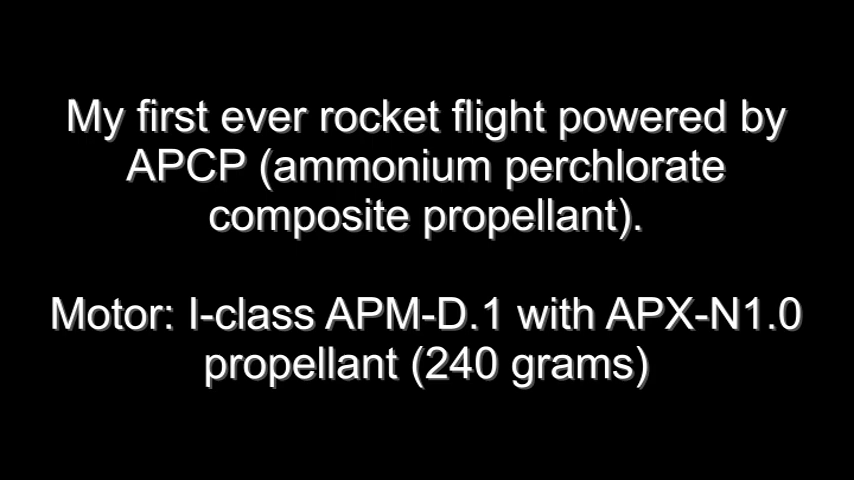 My first ever rocket flight powered by
APCP (ammonium perchlorate
composite propellant).
Motor: I-class APM-D.1 with APX-N1.0
propellant (240 grams)